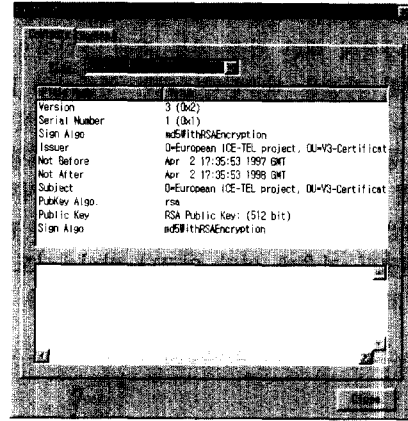 Version 3 (0x2)
Serial Number 1 (0x1)
Sign Algo md5WithRSAEncryption
Issuer O=European ICE-TEL project, OU=V3-Certificat
Not Before Apr 2 17:35:53 1997 GMT
Not After Apr 2 17:35:53 1998 GMT
Subject O=European ICE-TEL project, OU=V3-Certificat
PubKey Algo. rsa
Public Key RSA Public Key: (512 bit)
Sign Algo md5WithRSAEncryption
Close